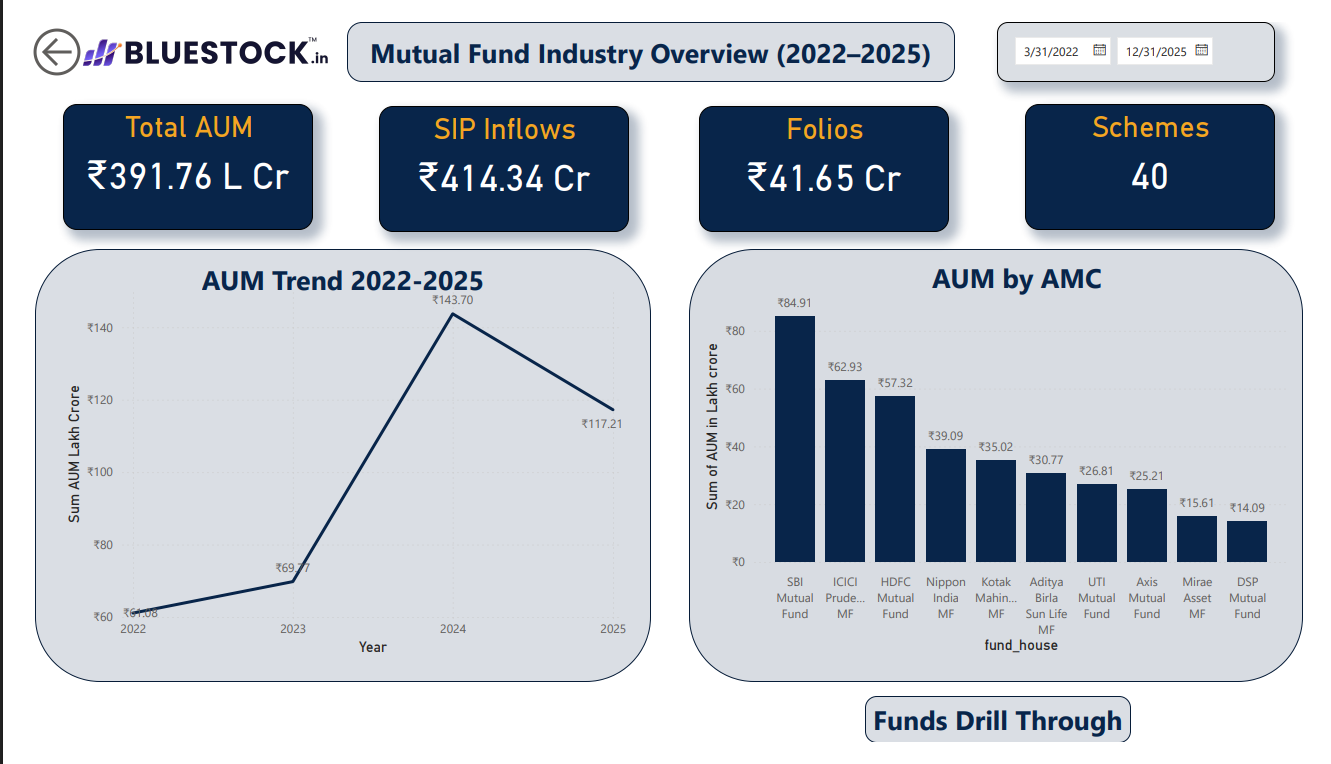 BLUESTOCK.in
™
Mutual Fund Industry Overview (2022–2025)
3/31/2022
12/31/2025
Total AUM
₹391.76 L Cr
SIP Inflows
₹414.34 Cr
Folios
₹41.65 Cr
Schemes
40
AUM Trend 2022-2025
₹143.70
₹140
₹120
₹117.21
₹100
₹80
₹69.77
₹61.08
₹60
Sum AUM Lakh Crore
2022
2023
2024
2025
Year
AUM by AMC
₹84.91
₹62.93
₹57.32
₹39.09
₹35.02
₹30.77
₹26.81
₹25.21
₹15.61
₹14.09
₹80
₹60
₹40
₹20
₹0
Sum of AUM in Lakh crore
SBI
Mutual
Fund
ICICI
Prude...
MF
HDFC
Mutual
Fund
Nippon
India
MF
Kotak
Mahin...
MF
Aditya
Birla
Sun Life
MF
UTI
Mutual
Fund
Axis
Mutual
Fund
Mirae
Asset
MF
DSP
Mutual
Fund
fund_house
Funds Drill Through